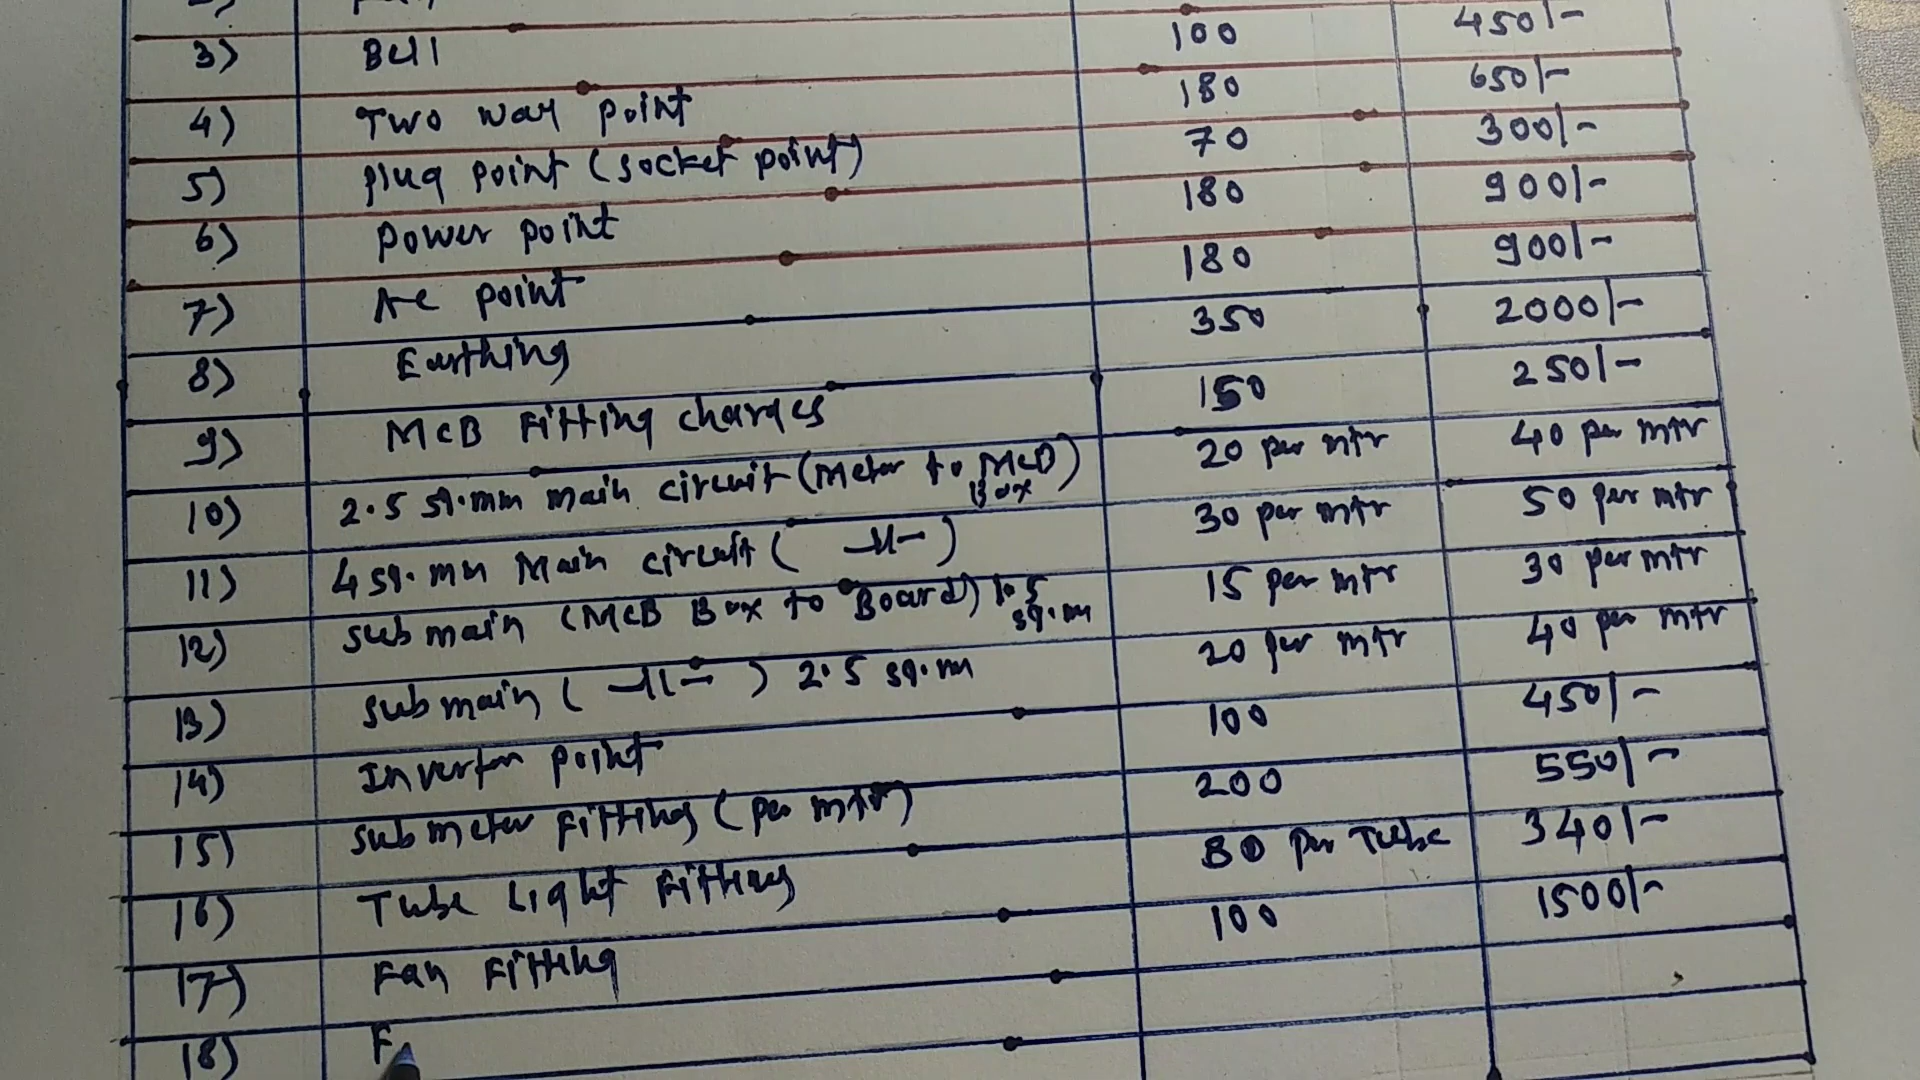 3) Bell 100 450/-
4) Two way point 180 650/-
5) plug point (socket point) 70 300/-
6) power point 180 900/-
7) Ac point 180 900/-
8) Earthing 350 2000/-
9) McB Fitting charges 150 250/-
10) 2.5 sq.mm main circuit (meter to McB Box) 20 per mtr 40 per mtr
11) 4 sq.mm Main circuit ( -11- ) 30 per mtr 50 per mtr
12) sub main (McB Box to Board) 1.5 sq.m 15 per mtr 30 per mtr
13) sub main ( -11- ) 2.5 sq.m 20 per mtr 40 per mtr
14) Inverter point 100 450/-
15) sub meter Fitting (per mtr) 200 550/-
16) Tube Light Fitting 80 per Tube 340/-
17) Fan Fitting 100 1500/-
18) F